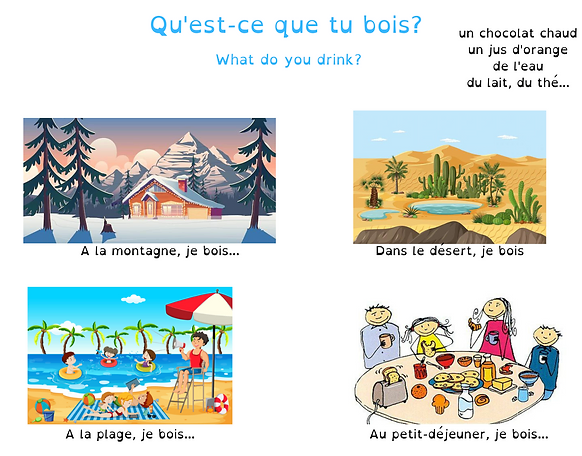 Qu'est-ce que tu bois?
What do you drink?
un chocolat chaud
un jus d'orange
de l'eau
du lait, du thé...
A la montagne, je bois...
Dans le désert, je bois
A la plage, je bois...
Au petit-déjeuner, je bois...